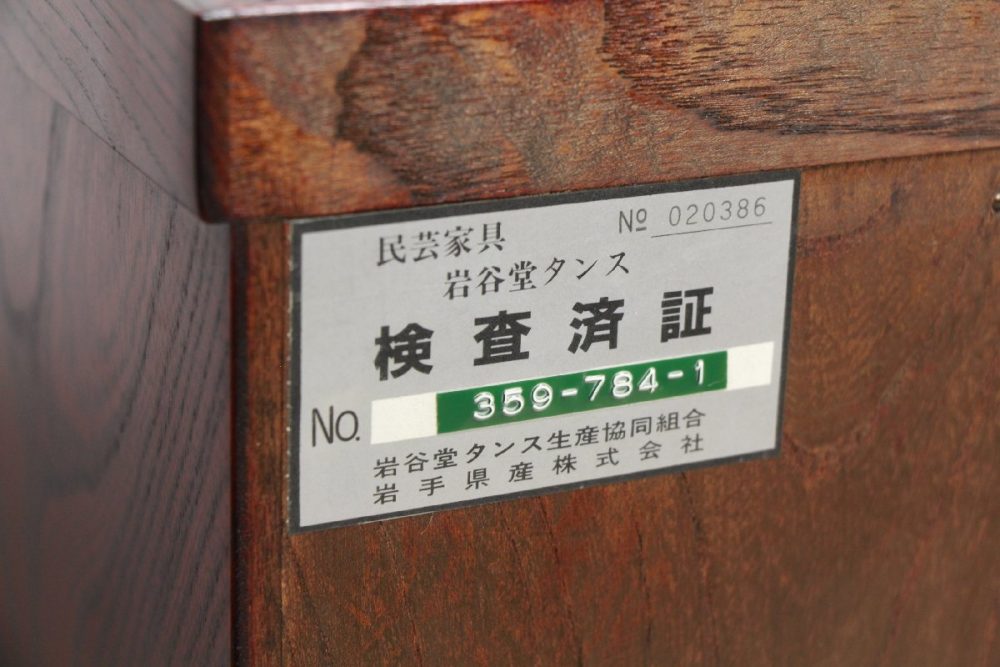 民芸家具 № 020386
岩谷堂タンス
検査済証
No. 359-784-1
岩谷堂タンス生産協同組合
岩手県産株式会社